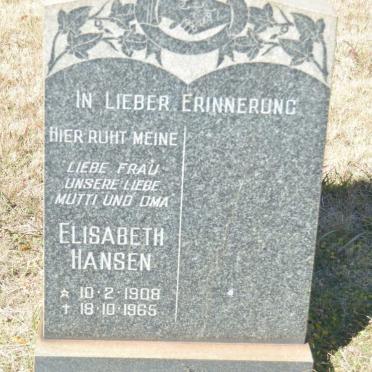 IN LIEBER ERINNERUNG
HIER RUHT MEINE
LIEBE FRAU
UNSERE LIEBE
MUTTI UND OMA
ELISABETH
HANSEN
☆ 10·2·1908
† 18·10·1965